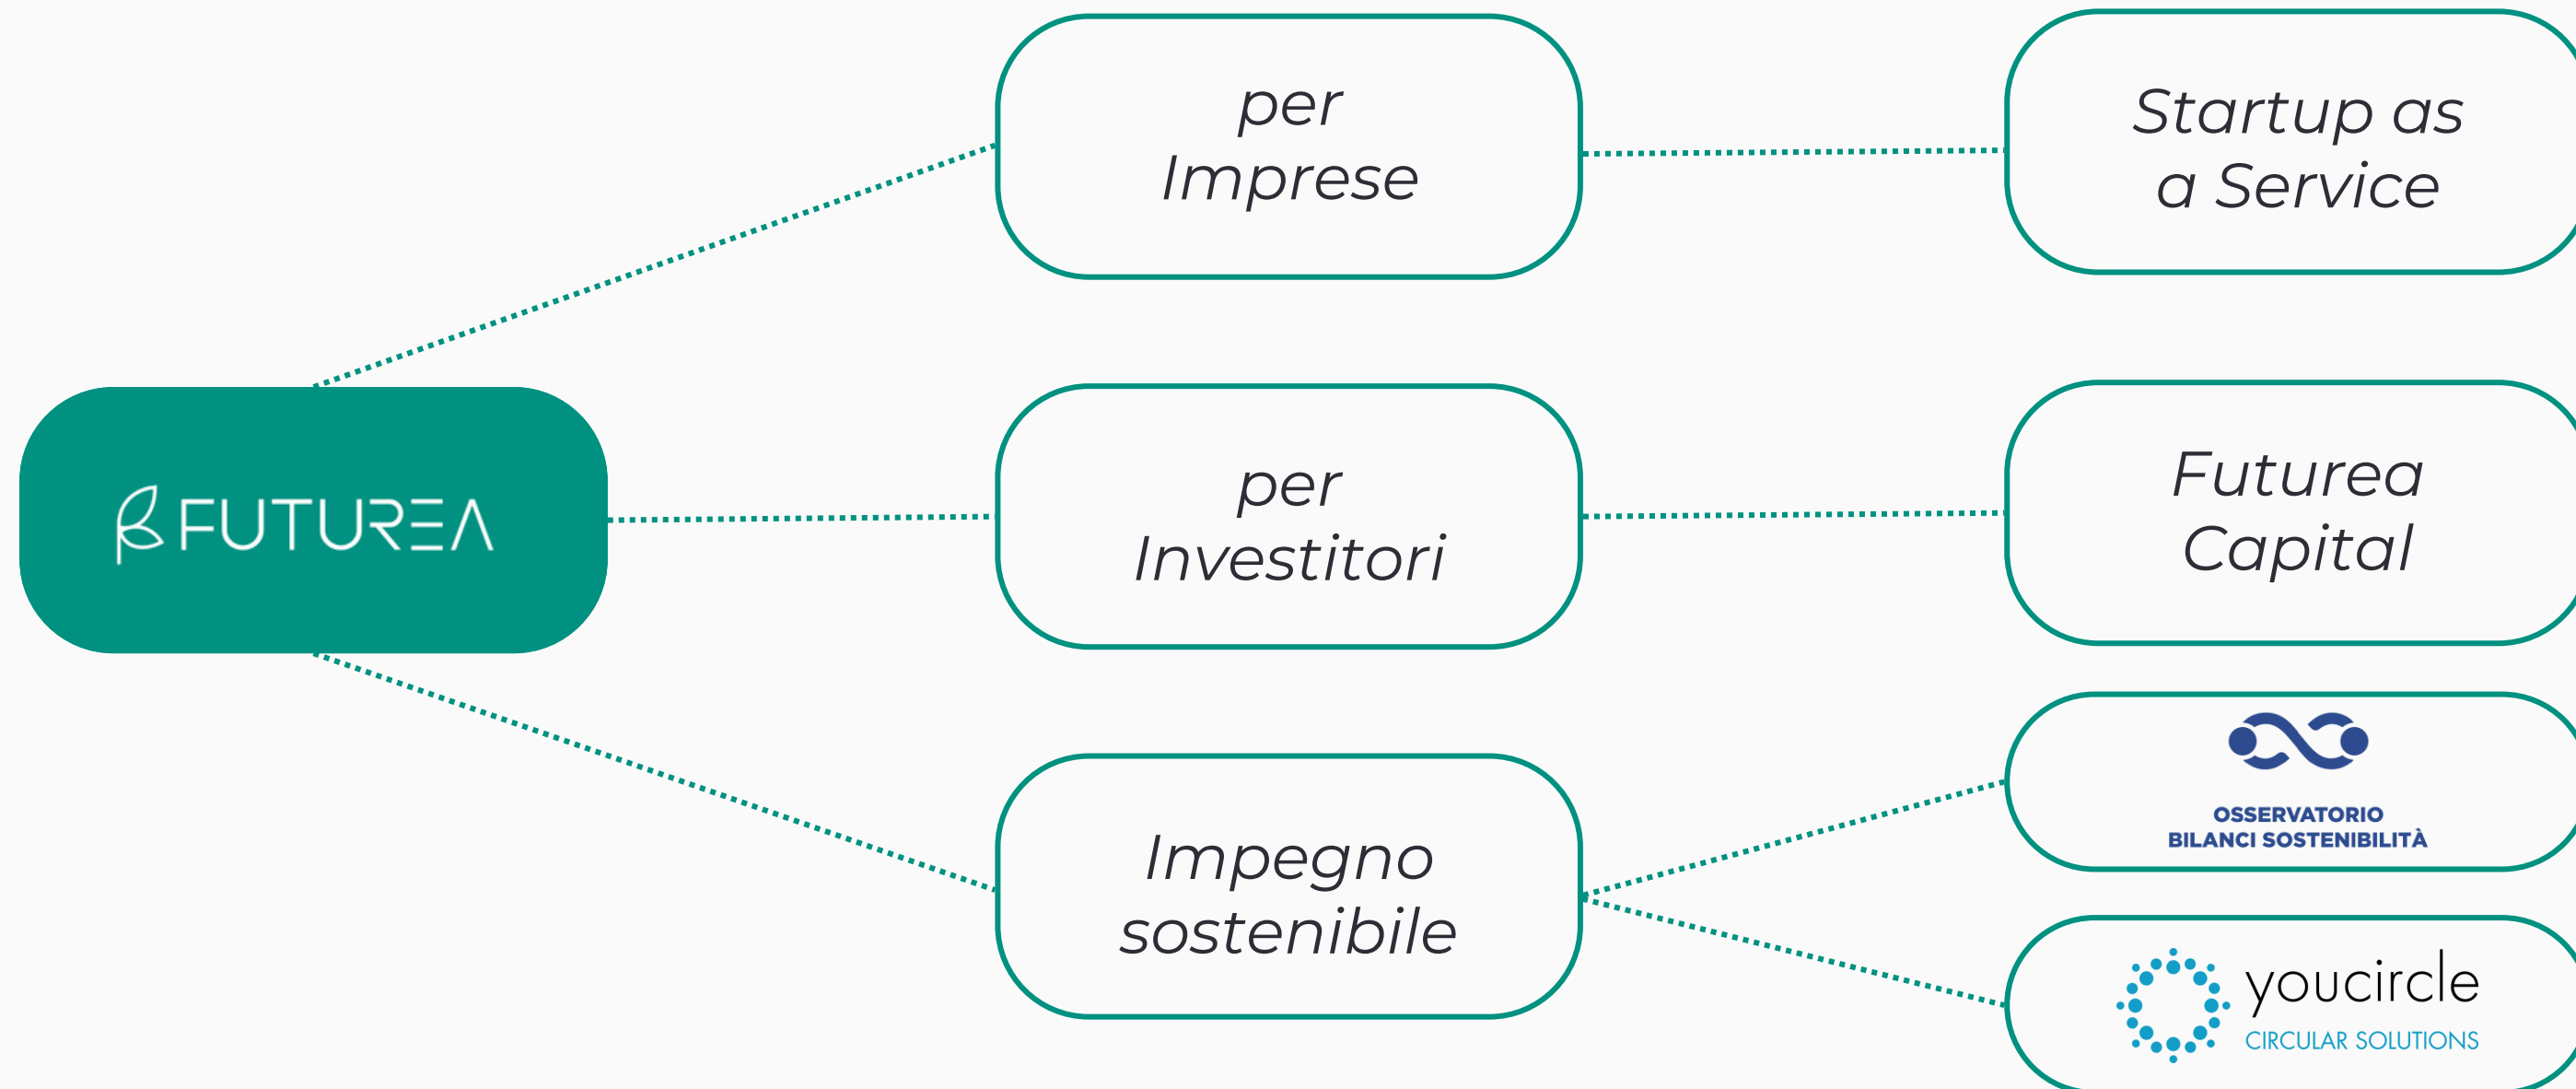 FUTUREA
per
Imprese
Startup as
a Service
per
Investitori
Futurea
Capital
Impegno
sostenibile
OSSERVATORIO
BILANCI SOSTENIBILITÀ
youcircle
CIRCULAR SOLUTIONS